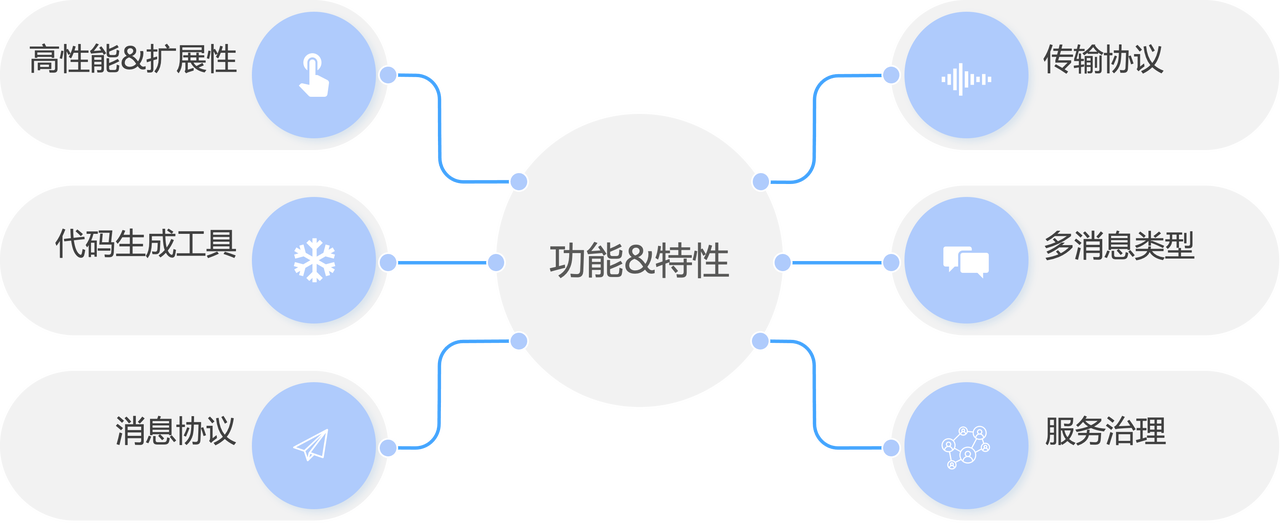 高性能&扩展性
代码生成工具
消息协议
功能&特性
传输协议
多消息类型
服务治理